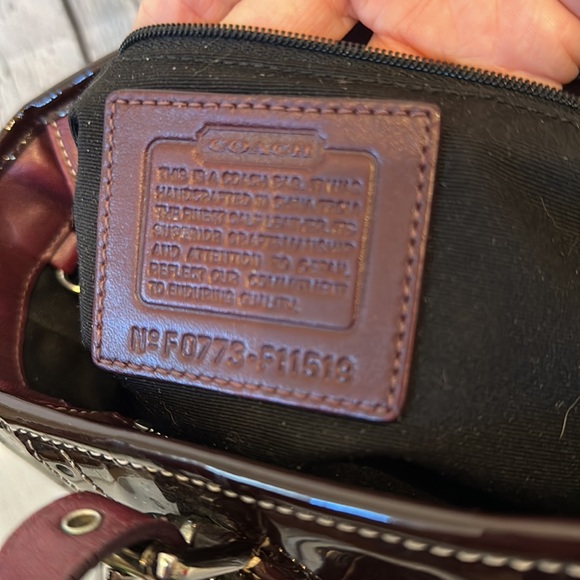 COACH
THIS IS A COACH BAG. IT WAS
HANDCRAFTED IN CHINA FROM
THE FINEST CALF LEATHER. ITS
SUPERIOR CRAFTSMANSHIP
AND ATTENTION TO DETAIL
REFLECT OUR COMMITMENT
TO ENDURING QUALITY.
Nº F0773-F11519